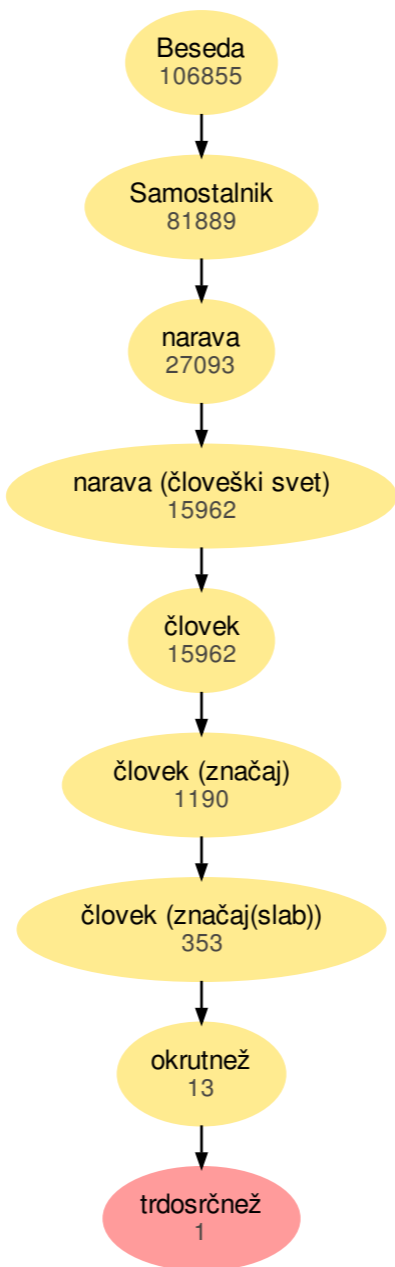 Beseda
106855
Samostalnik
81889
narava
27093
narava (človeški svet)
15962
človek
15962
človek (značaj)
1190
človek (značaj(slab))
353
okrutnež
13
trdosrčnež
1